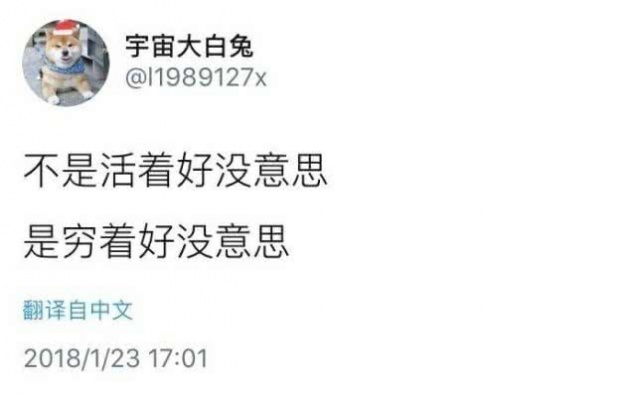 宇宙大白兔
@l1989127x
不是活着好没意思
是穷着好没意思
翻译自中文
2018/1/23 17:01